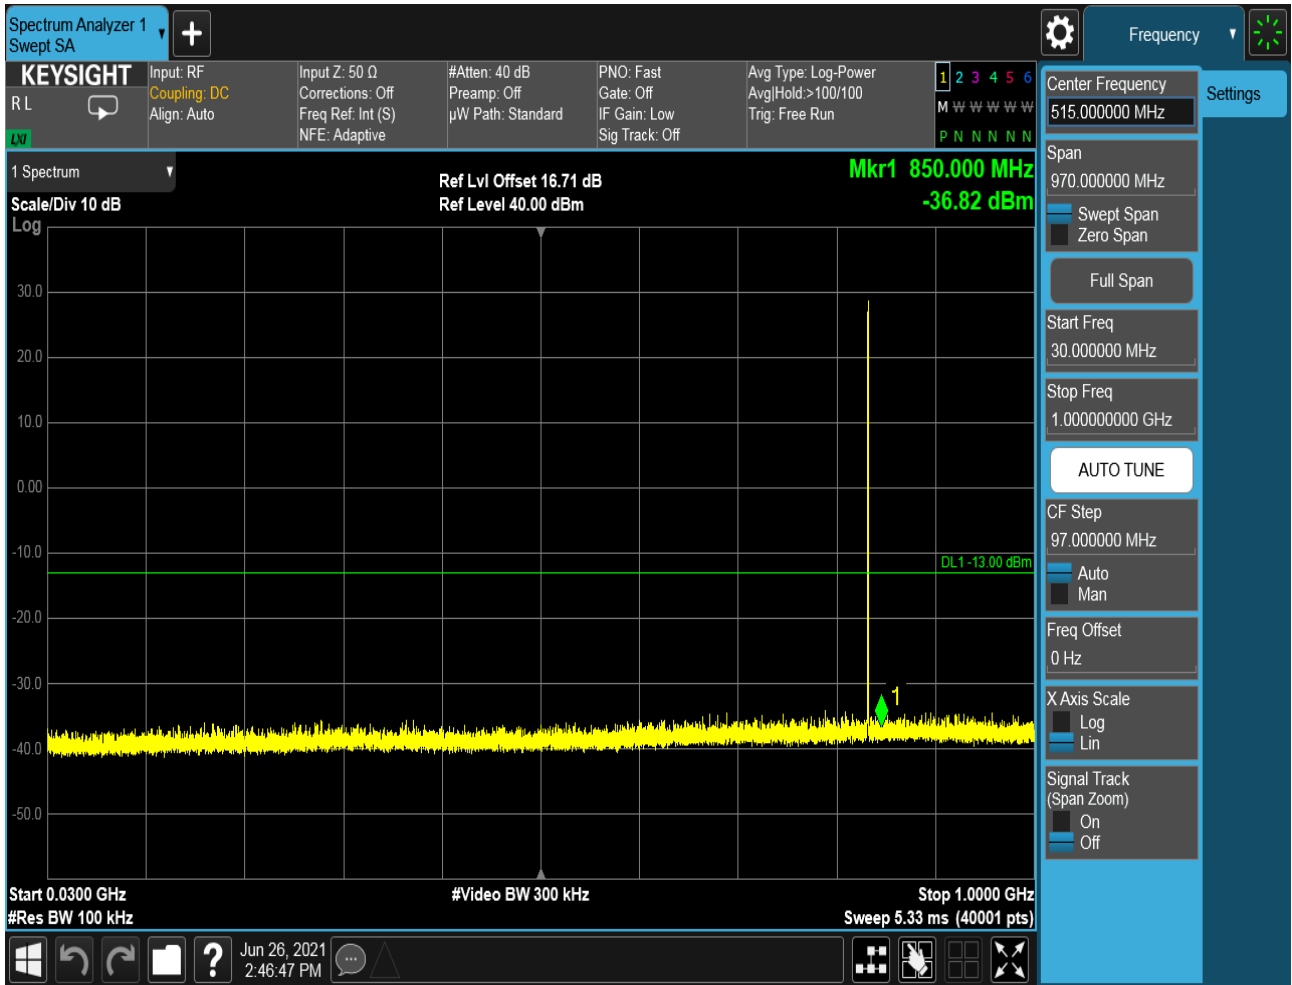 Spectrum Analyzer 1
Swept SA
Frequency
KEYSIGHT
R L
LXI
Input: RF
Coupling: DC
Align: Auto
Input Z: 50 Ω
Corrections: Off
Freq Ref: Int (S)
NFE: Adaptive
#Atten: 40 dB
Preamp: Off
µW Path: Standard
PNO: Fast
Gate: Off
IF Gain: Low
Sig Track: Off
Avg Type: Log-Power
Avg|Hold:>100/100
Trig: Free Run
1 2 3 4 5 6
M W W W W W
P N N N N N
1 Spectrum
Scale/Div 10 dB
Log
Ref Lvl Offset 16.71 dB
Ref Level 40.00 dBm
Mkr1 850.000 MHz
-36.82 dBm
30.0
20.0
10.0
0.00
-10.0
DL1 -13.00 dBm
-20.0
-30.0
1
-40.0
-50.0
Start 0.0300 GHz
#Video BW 300 kHz
Stop 1.0000 GHz
#Res BW 100 kHz
Sweep 5.33 ms (40001 pts)
Center Frequency
515.000000 MHz
Settings
Span
970.000000 MHz
Swept Span
Zero Span
Full Span
Start Freq
30.000000 MHz
Stop Freq
1.000000000 GHz
AUTO TUNE
CF Step
97.000000 MHz
Auto
Man
Freq Offset
0 Hz
X Axis Scale
Log
Lin
Signal Track
(Span Zoom)
On
Off
?
Jun 26, 2021
2:46:47 PM